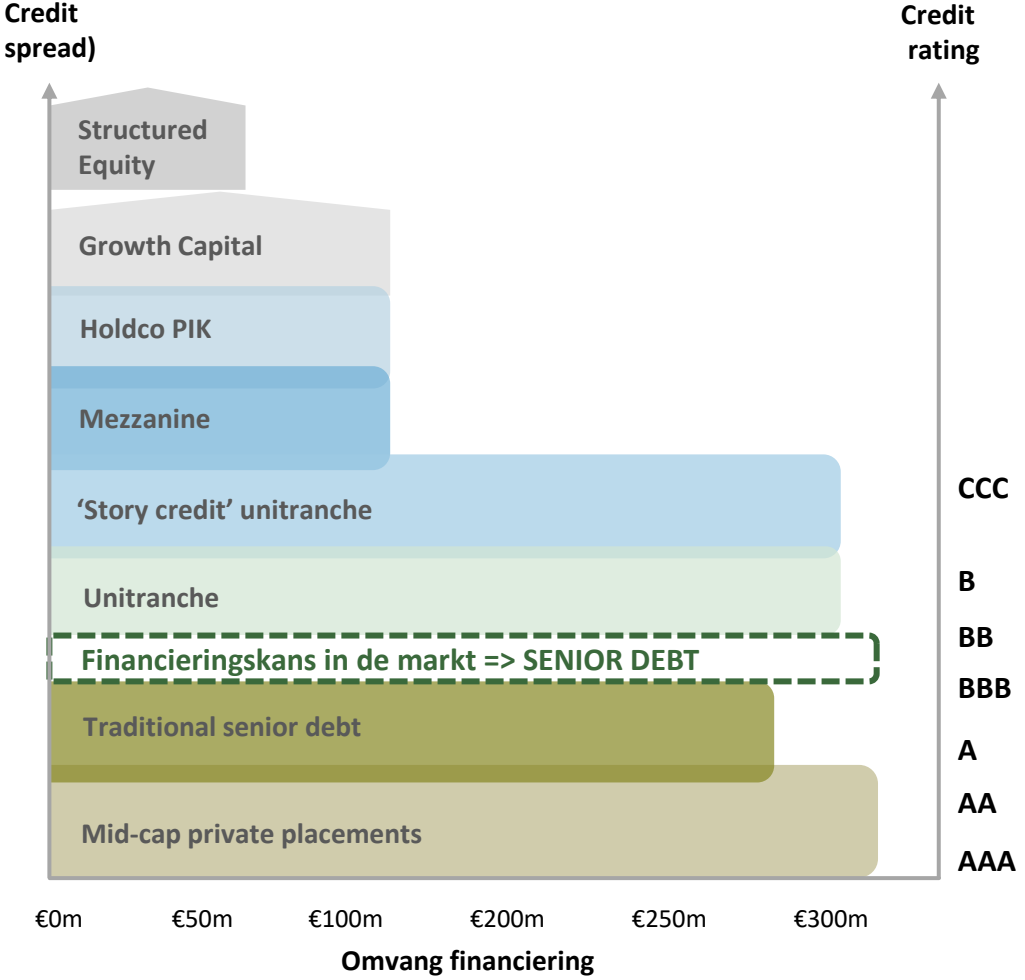 Credit
spread)
Credit
rating
Structured
Equity
Growth Capital
Holdco PIK
Mezzanine
‘Story credit’ unitranche
CCC
Unitranche
B
BB
Financieringskans in de markt => SENIOR DEBT
BBB
Traditional senior debt
A
AA
Mid-cap private placements
AAA
€0m €50m €100m €200m €250m €300m
Omvang financiering